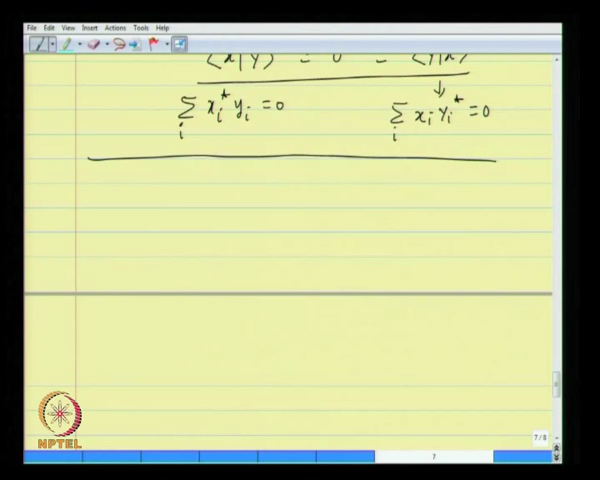 File Edit View Insert Actions Tools Help
⟨x|y⟩ = 0 = ⟨y|x⟩
∑ᵢ xᵢ* yᵢ = 0 ∑ᵢ xᵢ yᵢ* = 0
NPTEL
7/8
7